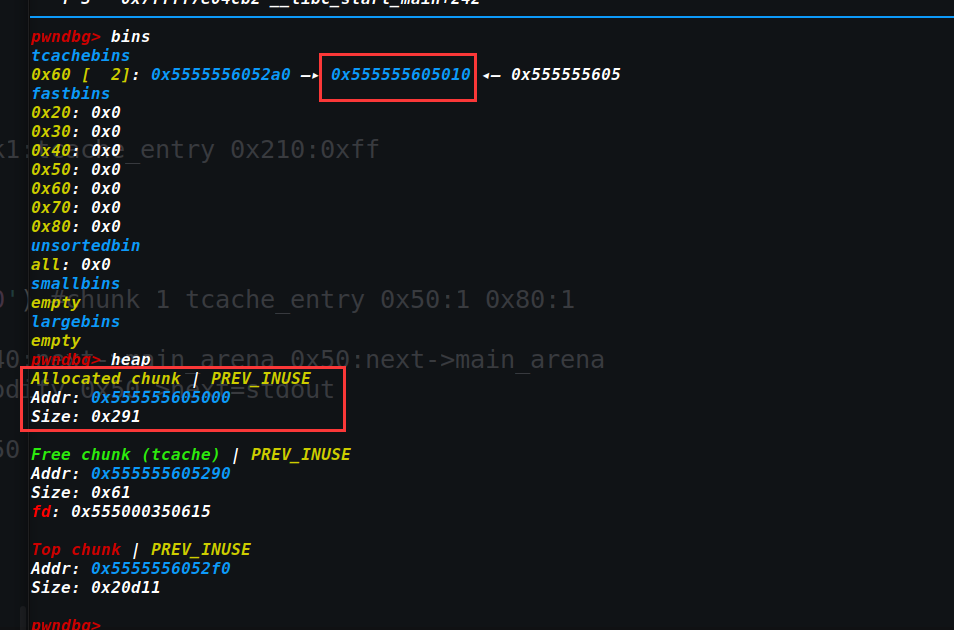 pwndbg> bins
tcachebins
0x60 [  2]: 0x5555556052a0 —▸ 0x555555605010 ◂— 0x555555605
fastbins
0x20: 0x0
0x30: 0x0
0x40: 0x0
k1:tcache_entry 0x210:0xff
0x50: 0x0
0x60: 0x0
0x70: 0x0
0x80: 0x0
unsortedbin
all: 0x0
smallbins
') #chunk 1 tcache_entry 0x50:1 0x80:1
empty
largebins
empty
pwndbg> heap
40:next->main_arena 0x50:next->main_arena
Allocated chunk | PREV_INUSE
0x50->next=stdout
Addr: 0x555555605000
Size: 0x291
50
Free chunk (tcache) | PREV_INUSE
Addr: 0x555555605290
Size: 0x61
fd: 0x555000350615
Top chunk | PREV_INUSE
Addr: 0x5555556052f0
Size: 0x20d11
pwndbg>